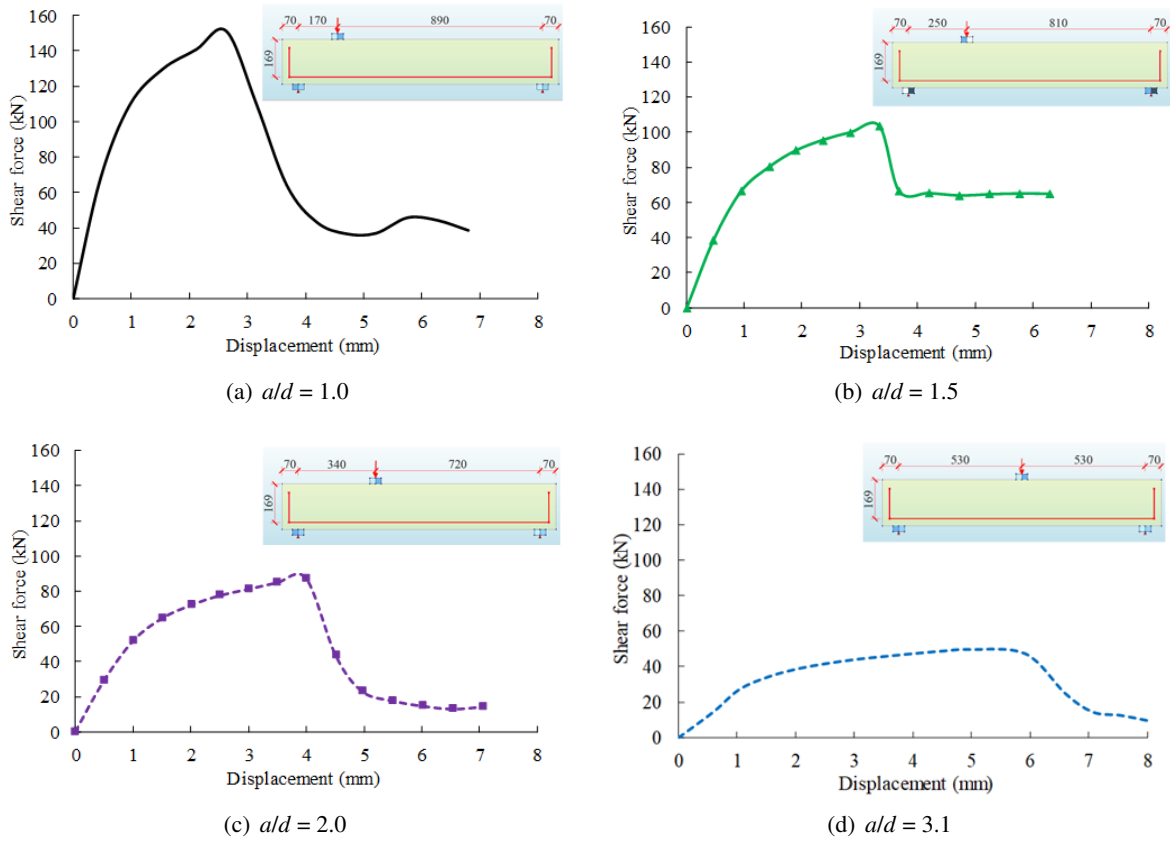 160
140
120
100
80
60
40
20
0
Shear force (kN)
0 1 2 3 4 5 6 7 8
Displacement (mm)
70 170 890 70
169
(a) a/d = 1.0
160
140
120
100
80
60
40
20
0
Shear force (kN)
0 1 2 3 4 5 6 7 8
Displacement (mm)
70 250 810 70
169
(b) a/d = 1.5
160
140
120
100
80
60
40
20
0
Shear force (kN)
0 1 2 3 4 5 6 7 8
Displacement (mm)
70 340 720 70
169
(c) a/d = 2.0
160
140
120
100
80
60
40
20
0
Shear force (kN)
0 1 2 3 4 5 6 7 8
Displacement (mm)
70 530 530 70
169
(d) a/d = 3.1